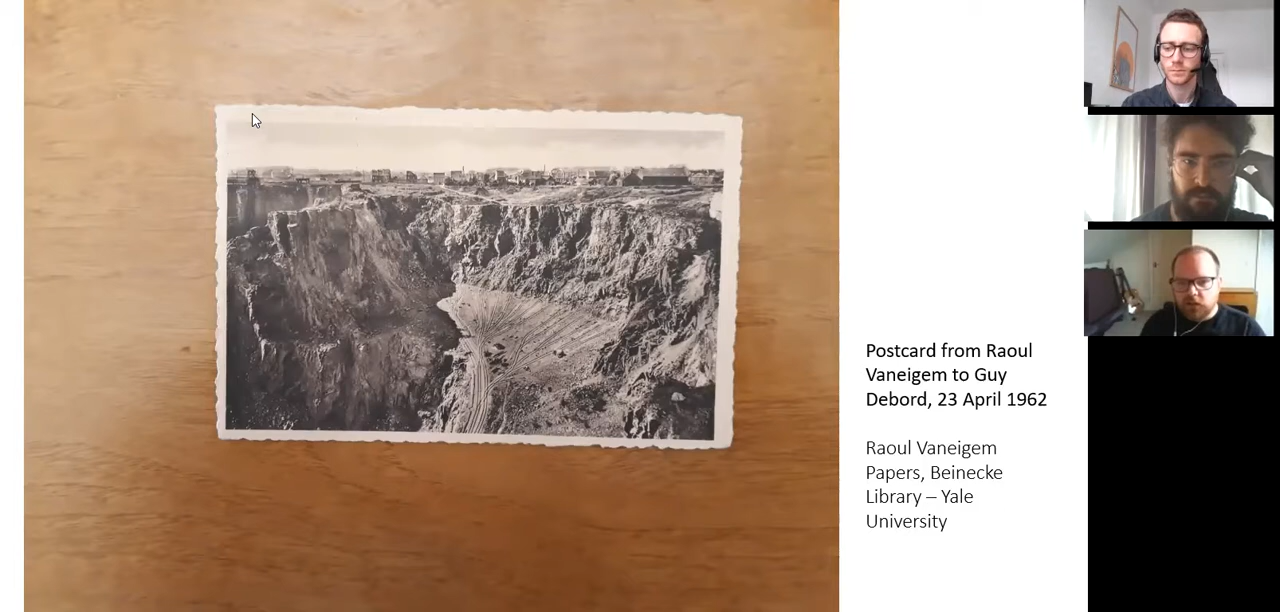 Postcard from Raoul
Vaneigem to Guy
Debord, 23 April 1962
Raoul Vaneigem
Papers, Beinecke
Library – Yale
University